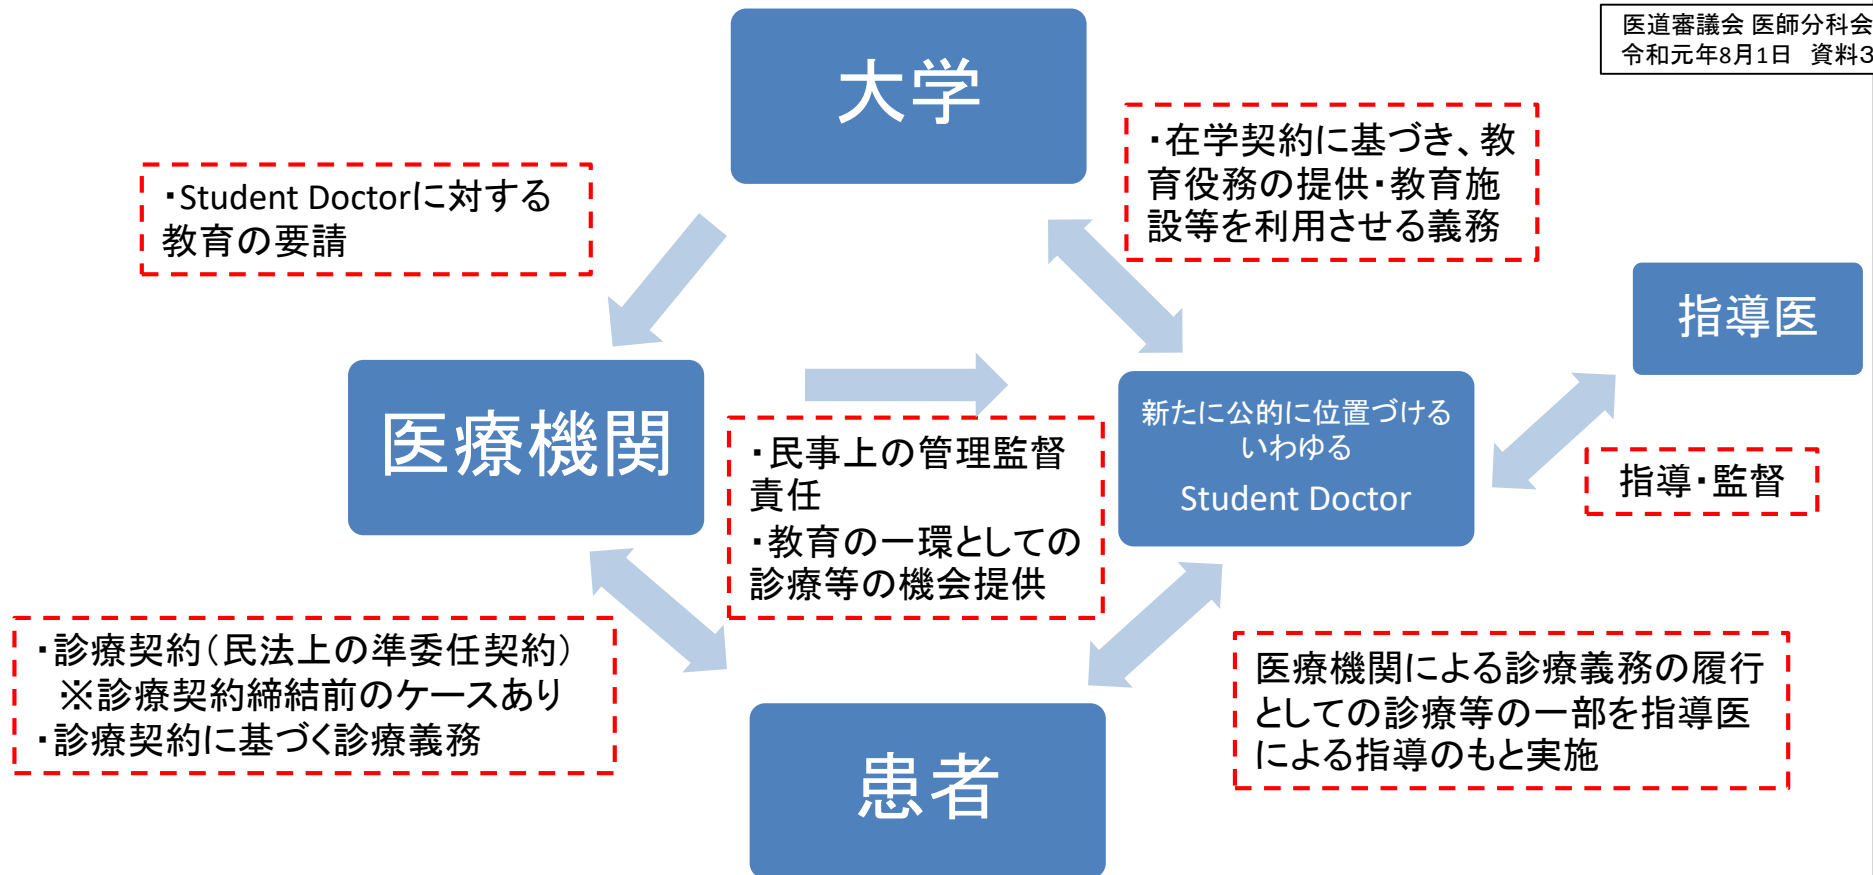 医道審議会 医師分科会
令和元年8月1日 資料3
大学
・Student Doctorに対する
教育の要請
・在学契約に基づき、教
育役務の提供・教育施
設等を利用させる義務
指導医
医療機関
・民事上の管理監督
責任
・教育の一環としての
診療等の機会提供
新たに公的に位置づける
いわゆる
Student Doctor
指導・監督
・診療契約（民法上の準委任契約）
※診療契約締結前のケースあり
・診療契約に基づく診療義務
患者
医療機関による診療義務の履行
としての診療等の一部を指導医
による指導のもと実施